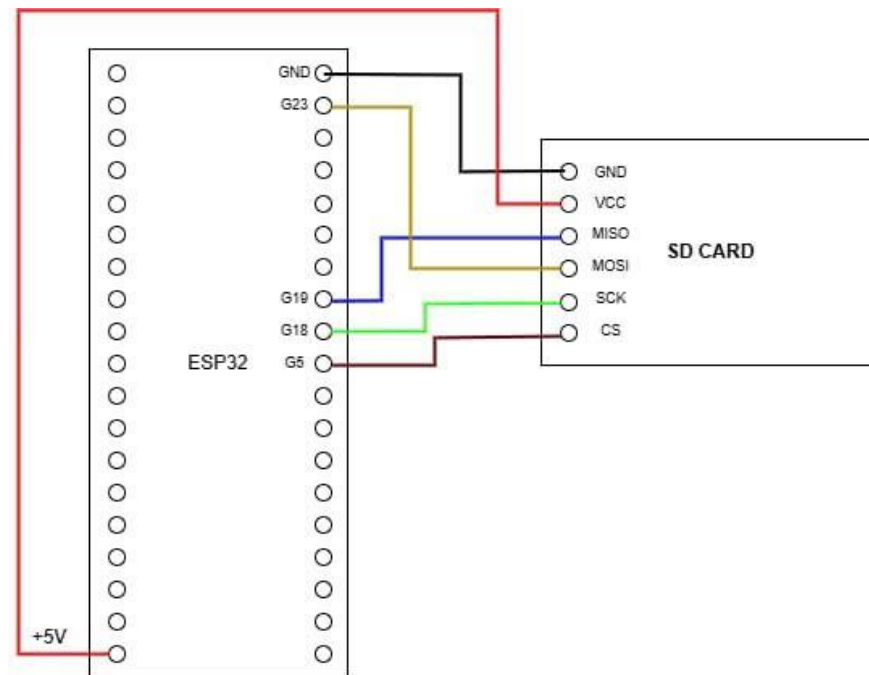 GND
G23
G19
G18
G5
ESP32
+5V
GND
VCC
MISO
MOSI
SCK
CS
SD CARD